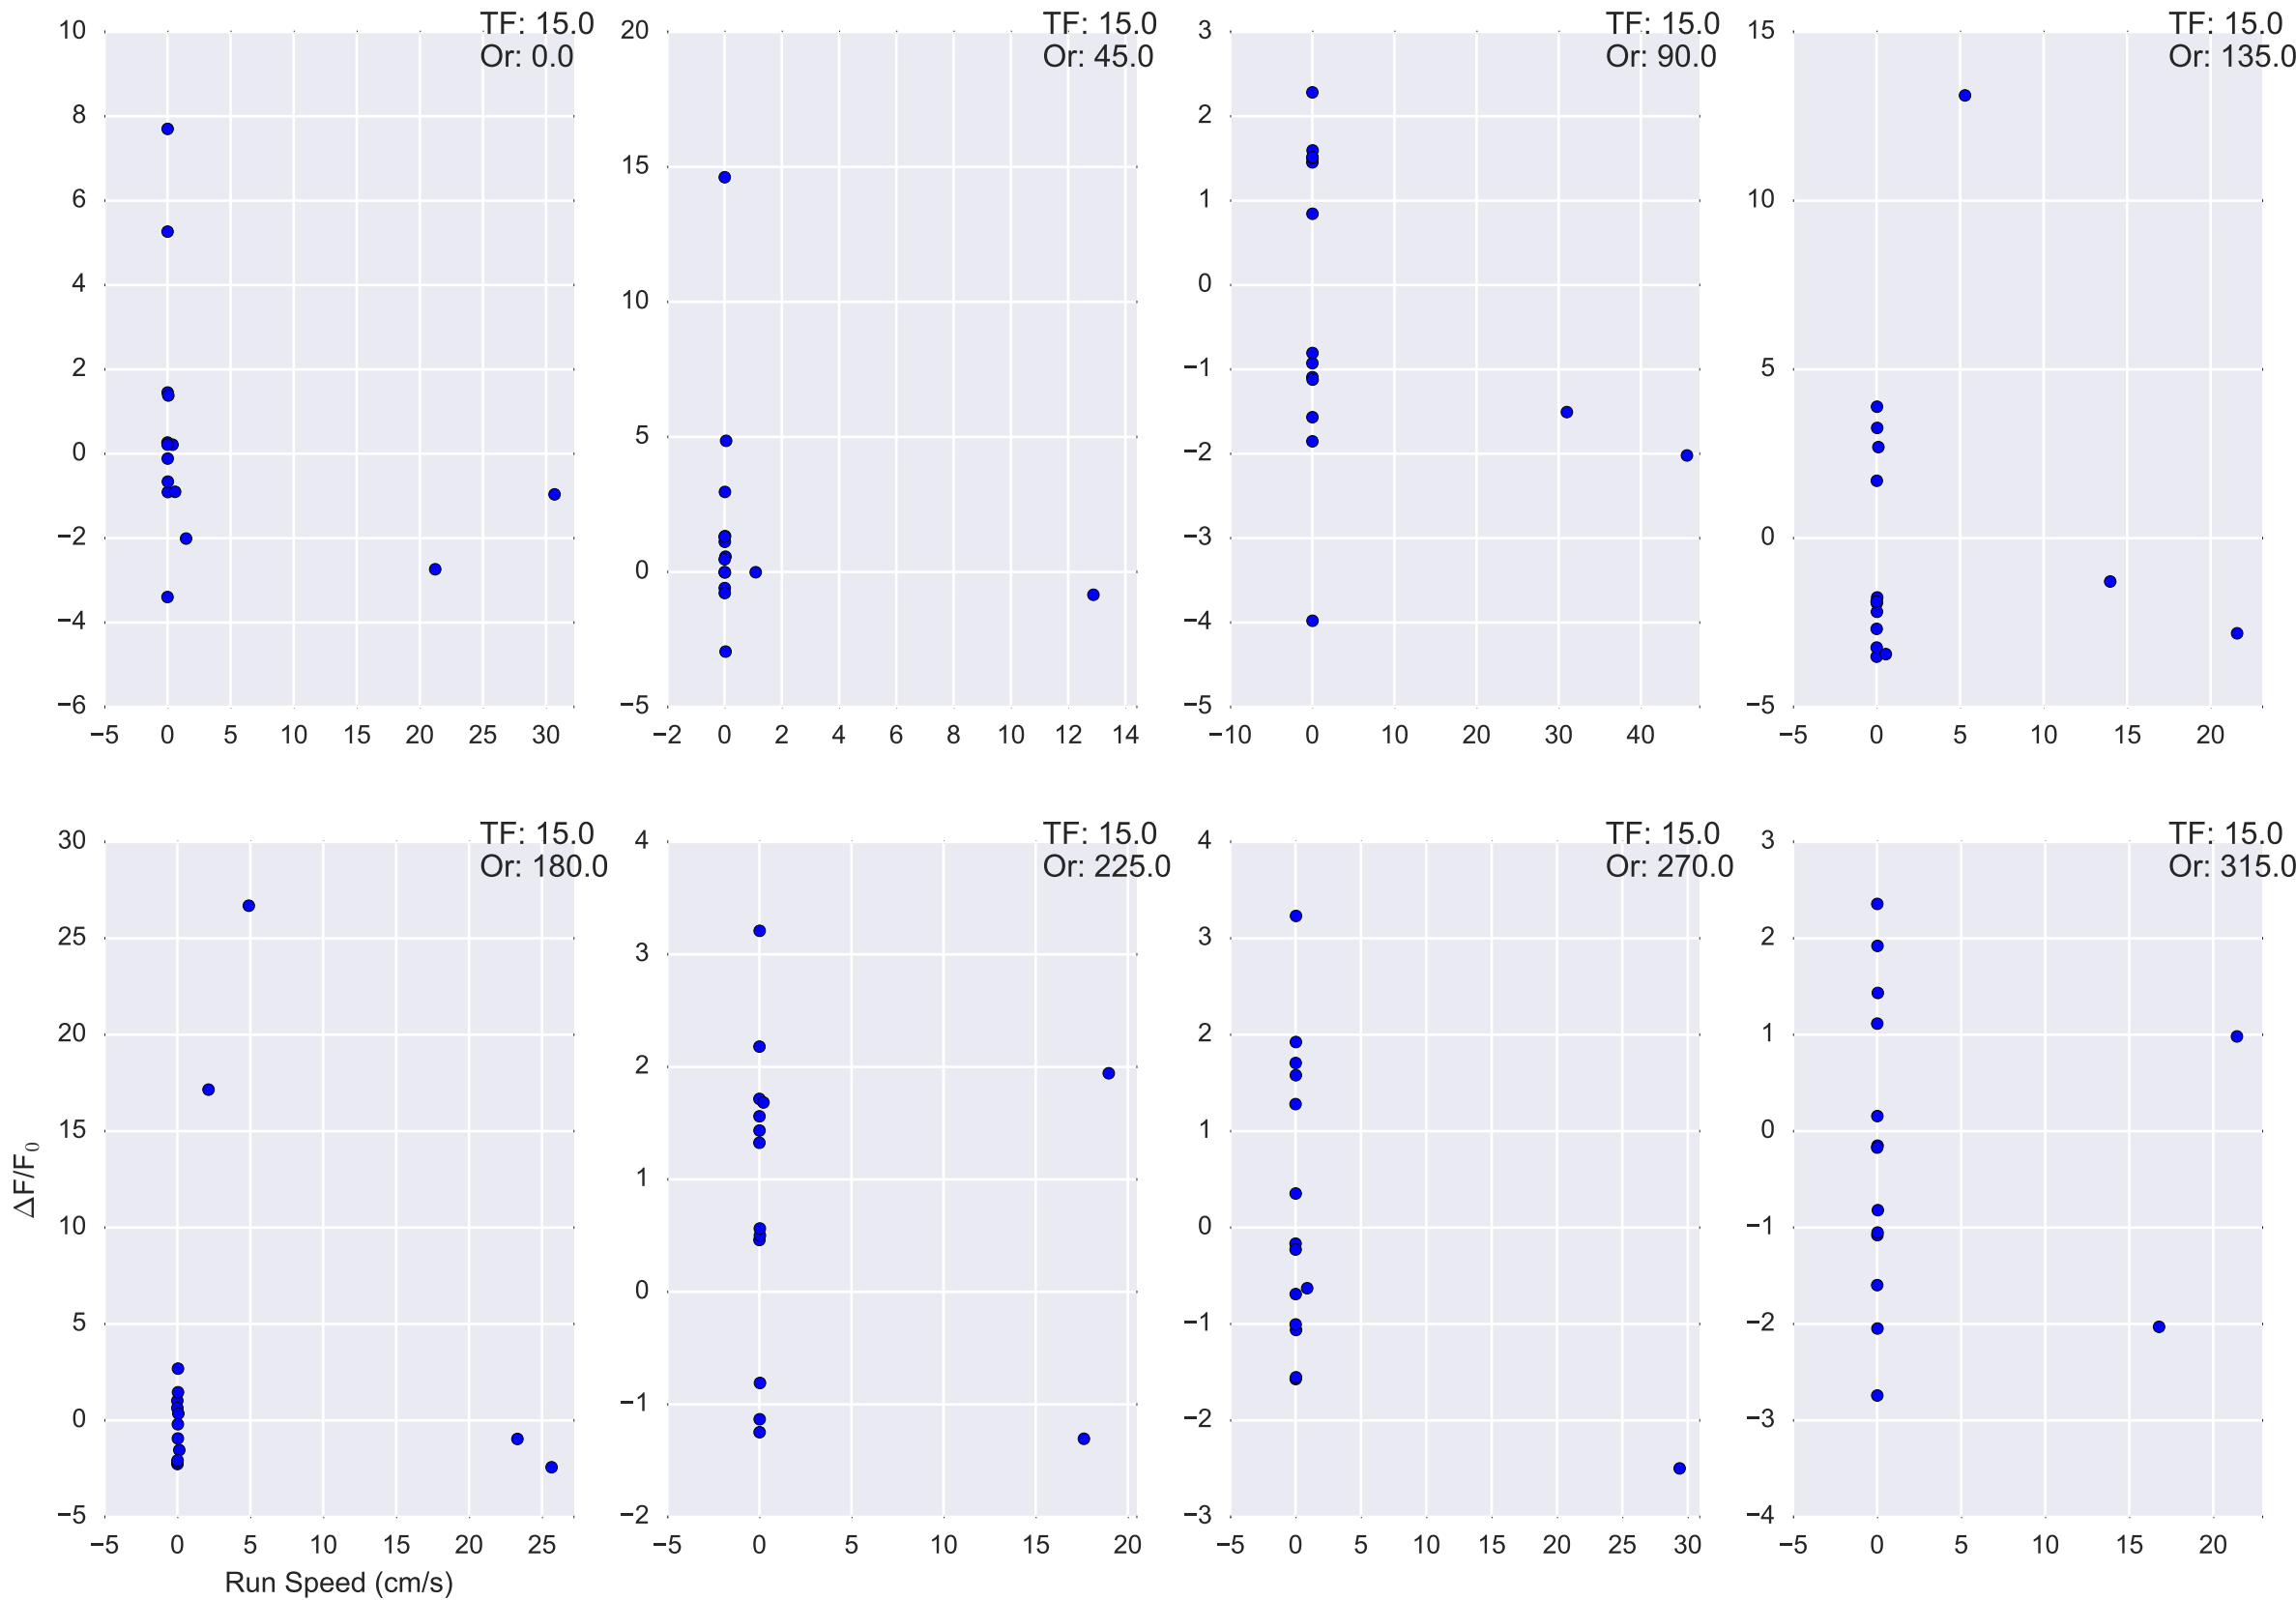 TF: 15.0
Or: 0.0
10
8
6
4
2
0
−2
−4
−6
−5 0 5 10 15 20 25 30
TF: 15.0
Or: 45.0
20
15
10
5
0
−5
−2 0 2 4 6 8 10 12 14
TF: 15.0
Or: 90.0
3
2
1
0
−1
−2
−3
−4
−5
−10 0 10 20 30 40
TF: 15.0
Or: 135.0
15
10
5
0
−5
−5 0 5 10 15 20
TF: 15.0
Or: 180.0
30
25
20
15
10
5
0
−5
−5 0 5 10 15 20 25
ΔF/F₀
Run Speed (cm/s)
TF: 15.0
Or: 225.0
4
3
2
1
0
−1
−2
−5 0 5 10 15 20
TF: 15.0
Or: 270.0
4
3
2
1
0
−1
−2
−3
−5 0 5 10 15 20 25 30
TF: 15.0
Or: 315.0
3
2
1
0
−1
−2
−3
−4
−5 0 5 10 15 20